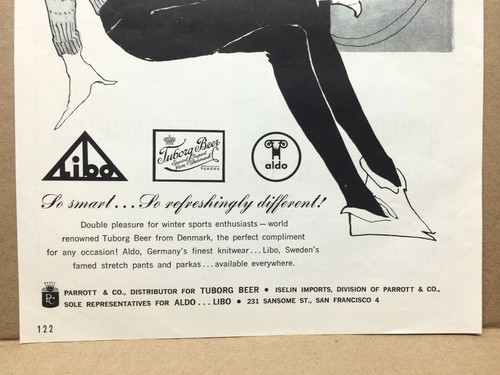 Libo
Tuborg Beer
TUBORG
aldo
So smart... So refreshingly different!
Double pleasure for winter sports enthusiasts — world
renowned Tuborg Beer from Denmark, the perfect compliment
for any occasion! Aldo, Germany's finest knitwear...Libo, Sweden's
famed stretch pants and parkas...available everywhere.
PC
PARROTT & CO., DISTRIBUTOR FOR TUBORG BEER • ISELIN IMPORTS, DIVISION OF PARROTT & CO.,
SOLE REPRESENTATIVES FOR ALDO...LIBO • 231 SANSOME ST., SAN FRANCISCO 4
122